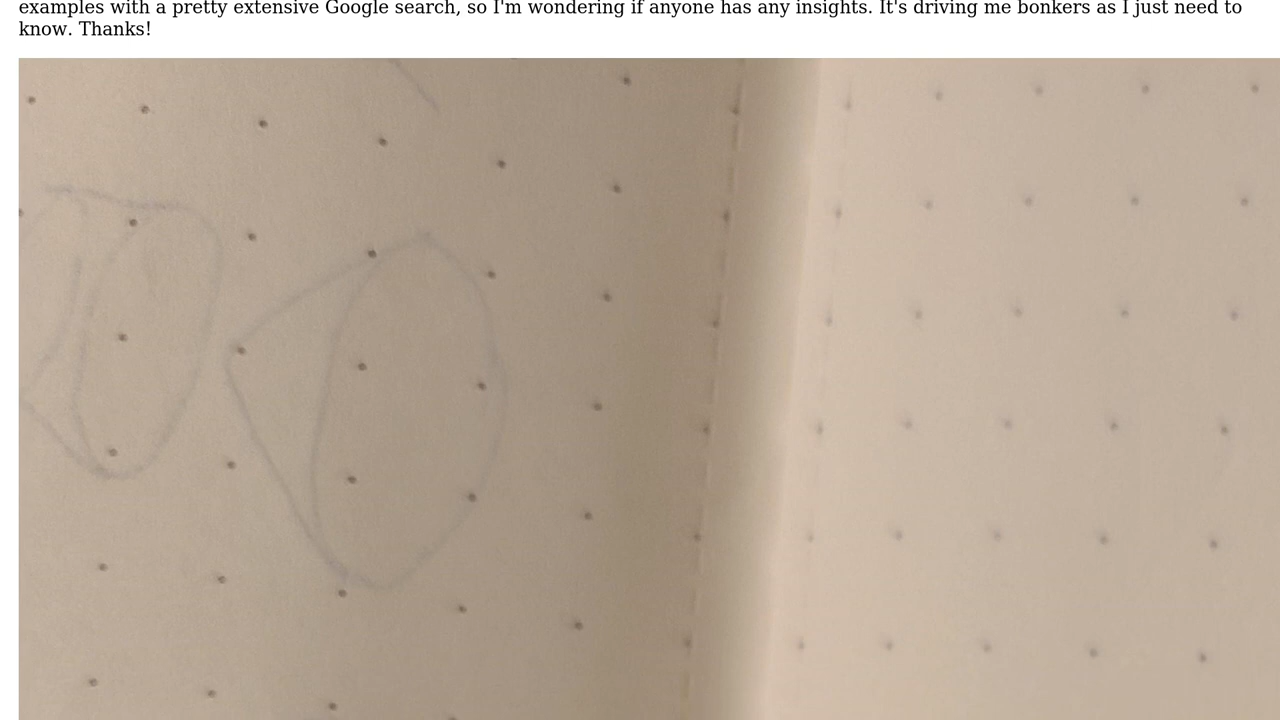 examples with a pretty extensive Google search, so I'm wondering if anyone has any insights. It's driving me bonkers as I just need to
know. Thanks!